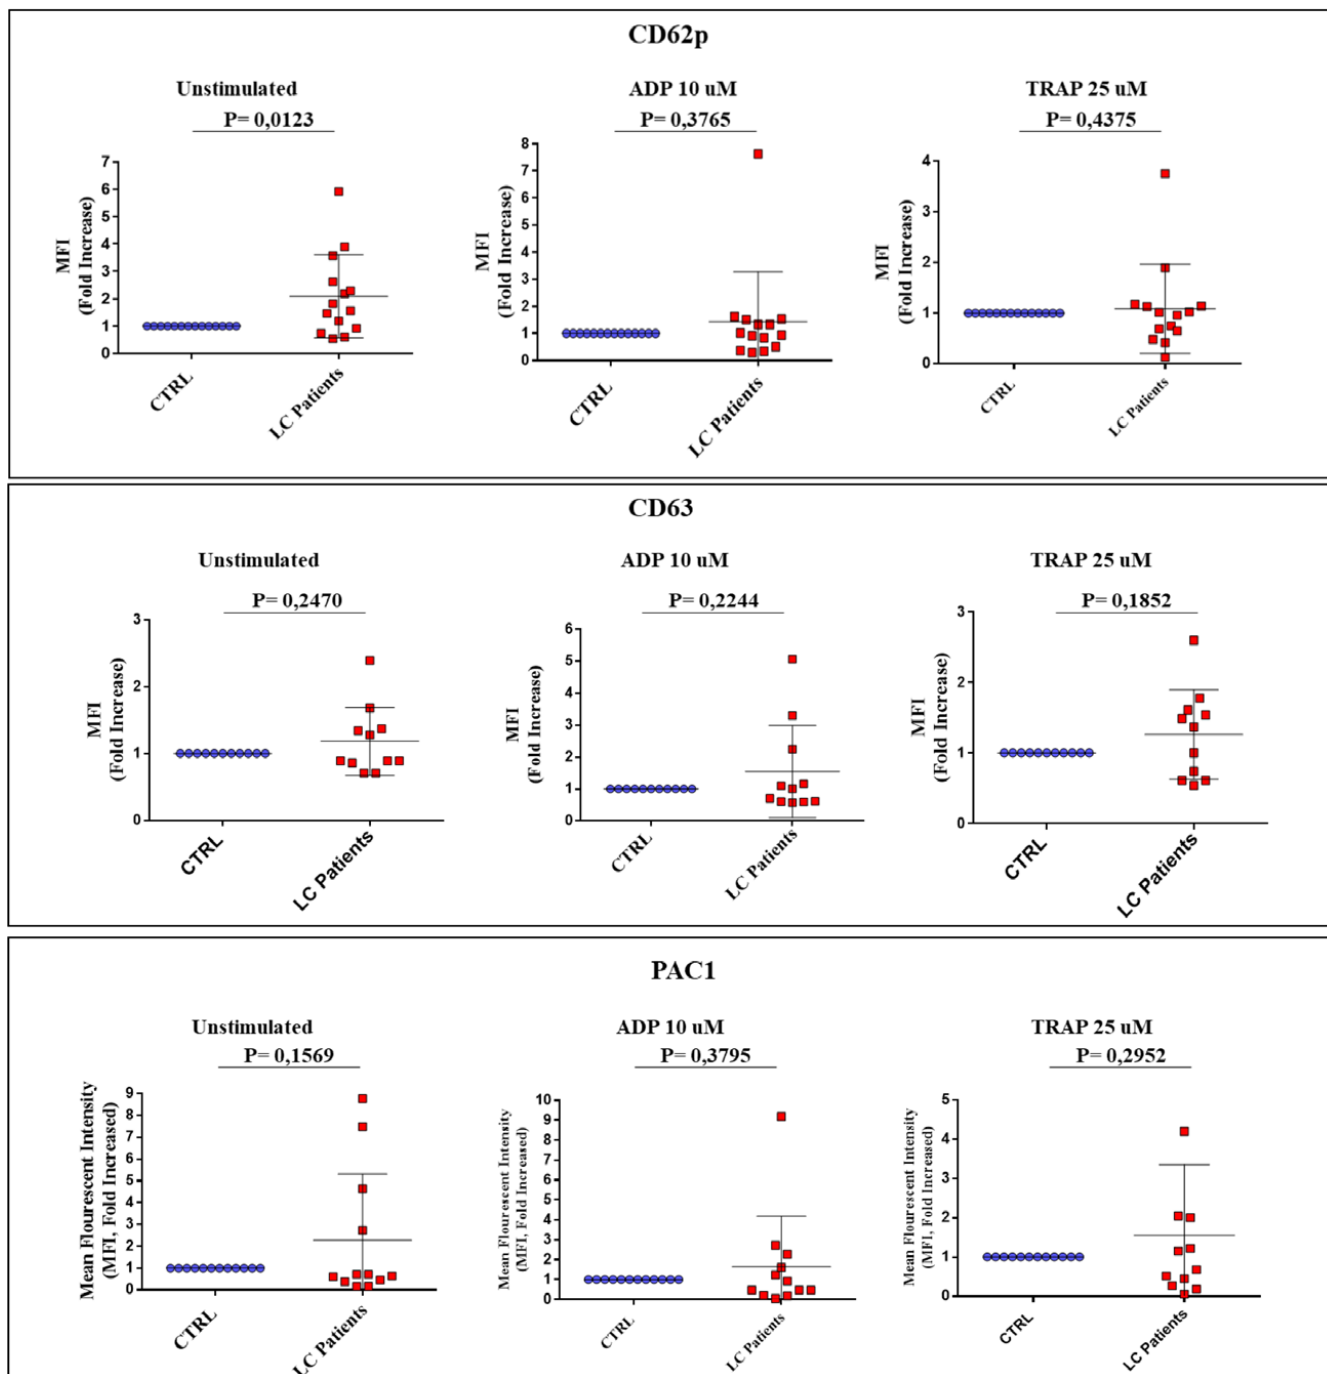 CD62p
Unstimulated
P= 0,0123
MFI
(Fold Increase)
7
6
5
4
3
2
1
0
CTRL
LC Patients
ADP 10 uM
P= 0,3765
MFI
(Fold Increase)
8
7
6
5
4
3
2
1
0
CTRL
LC Patients
TRAP 25 uM
P= 0,4375
MFI
(Fold Increase)
4
3
2
1
0
CTRL
LC Patients
CD63
Unstimulated
P= 0,2470
MFI
(Fold Increase)
3
2
1
0
CTRL
LC Patients
ADP 10 uM
P= 0,2244
MFI
(Fold Increase)
6
5
4
3
2
1
0
CTRL
LC Patients
TRAP 25 uM
P= 0,1852
MFI
(Fold Increase)
3
2
1
0
CTRL
LC Patients
PAC1
Unstimulated
P= 0,1569
Mean Flourescent Intensity
(MFI, Fold Increased)
9
8
7
6
5
4
3
2
1
0
CTRL
LC Patients
ADP 10 uM
P= 0,3795
Mean Flourescent Intensity
(MFI, Fold Increased)
10
9
8
7
6
5
4
3
2
1
0
CTRL
LC Patients
TRAP 25 uM
P= 0,2952
Mean Flourescent Intensity
(MFI, Fold Increased)
5
4
3
2
1
0
CTRL
LC Patients